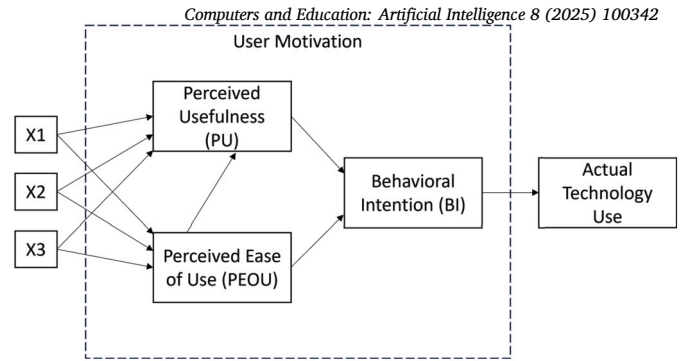 Computers and Education: Artificial Intelligence 8 (2025) 100342
User Motivation
X1
X2
X3
Perceived
Usefulness
(PU)
Perceived Ease
of Use (PEOU)
Behavioral
Intention (BI)
Actual
Technology
Use